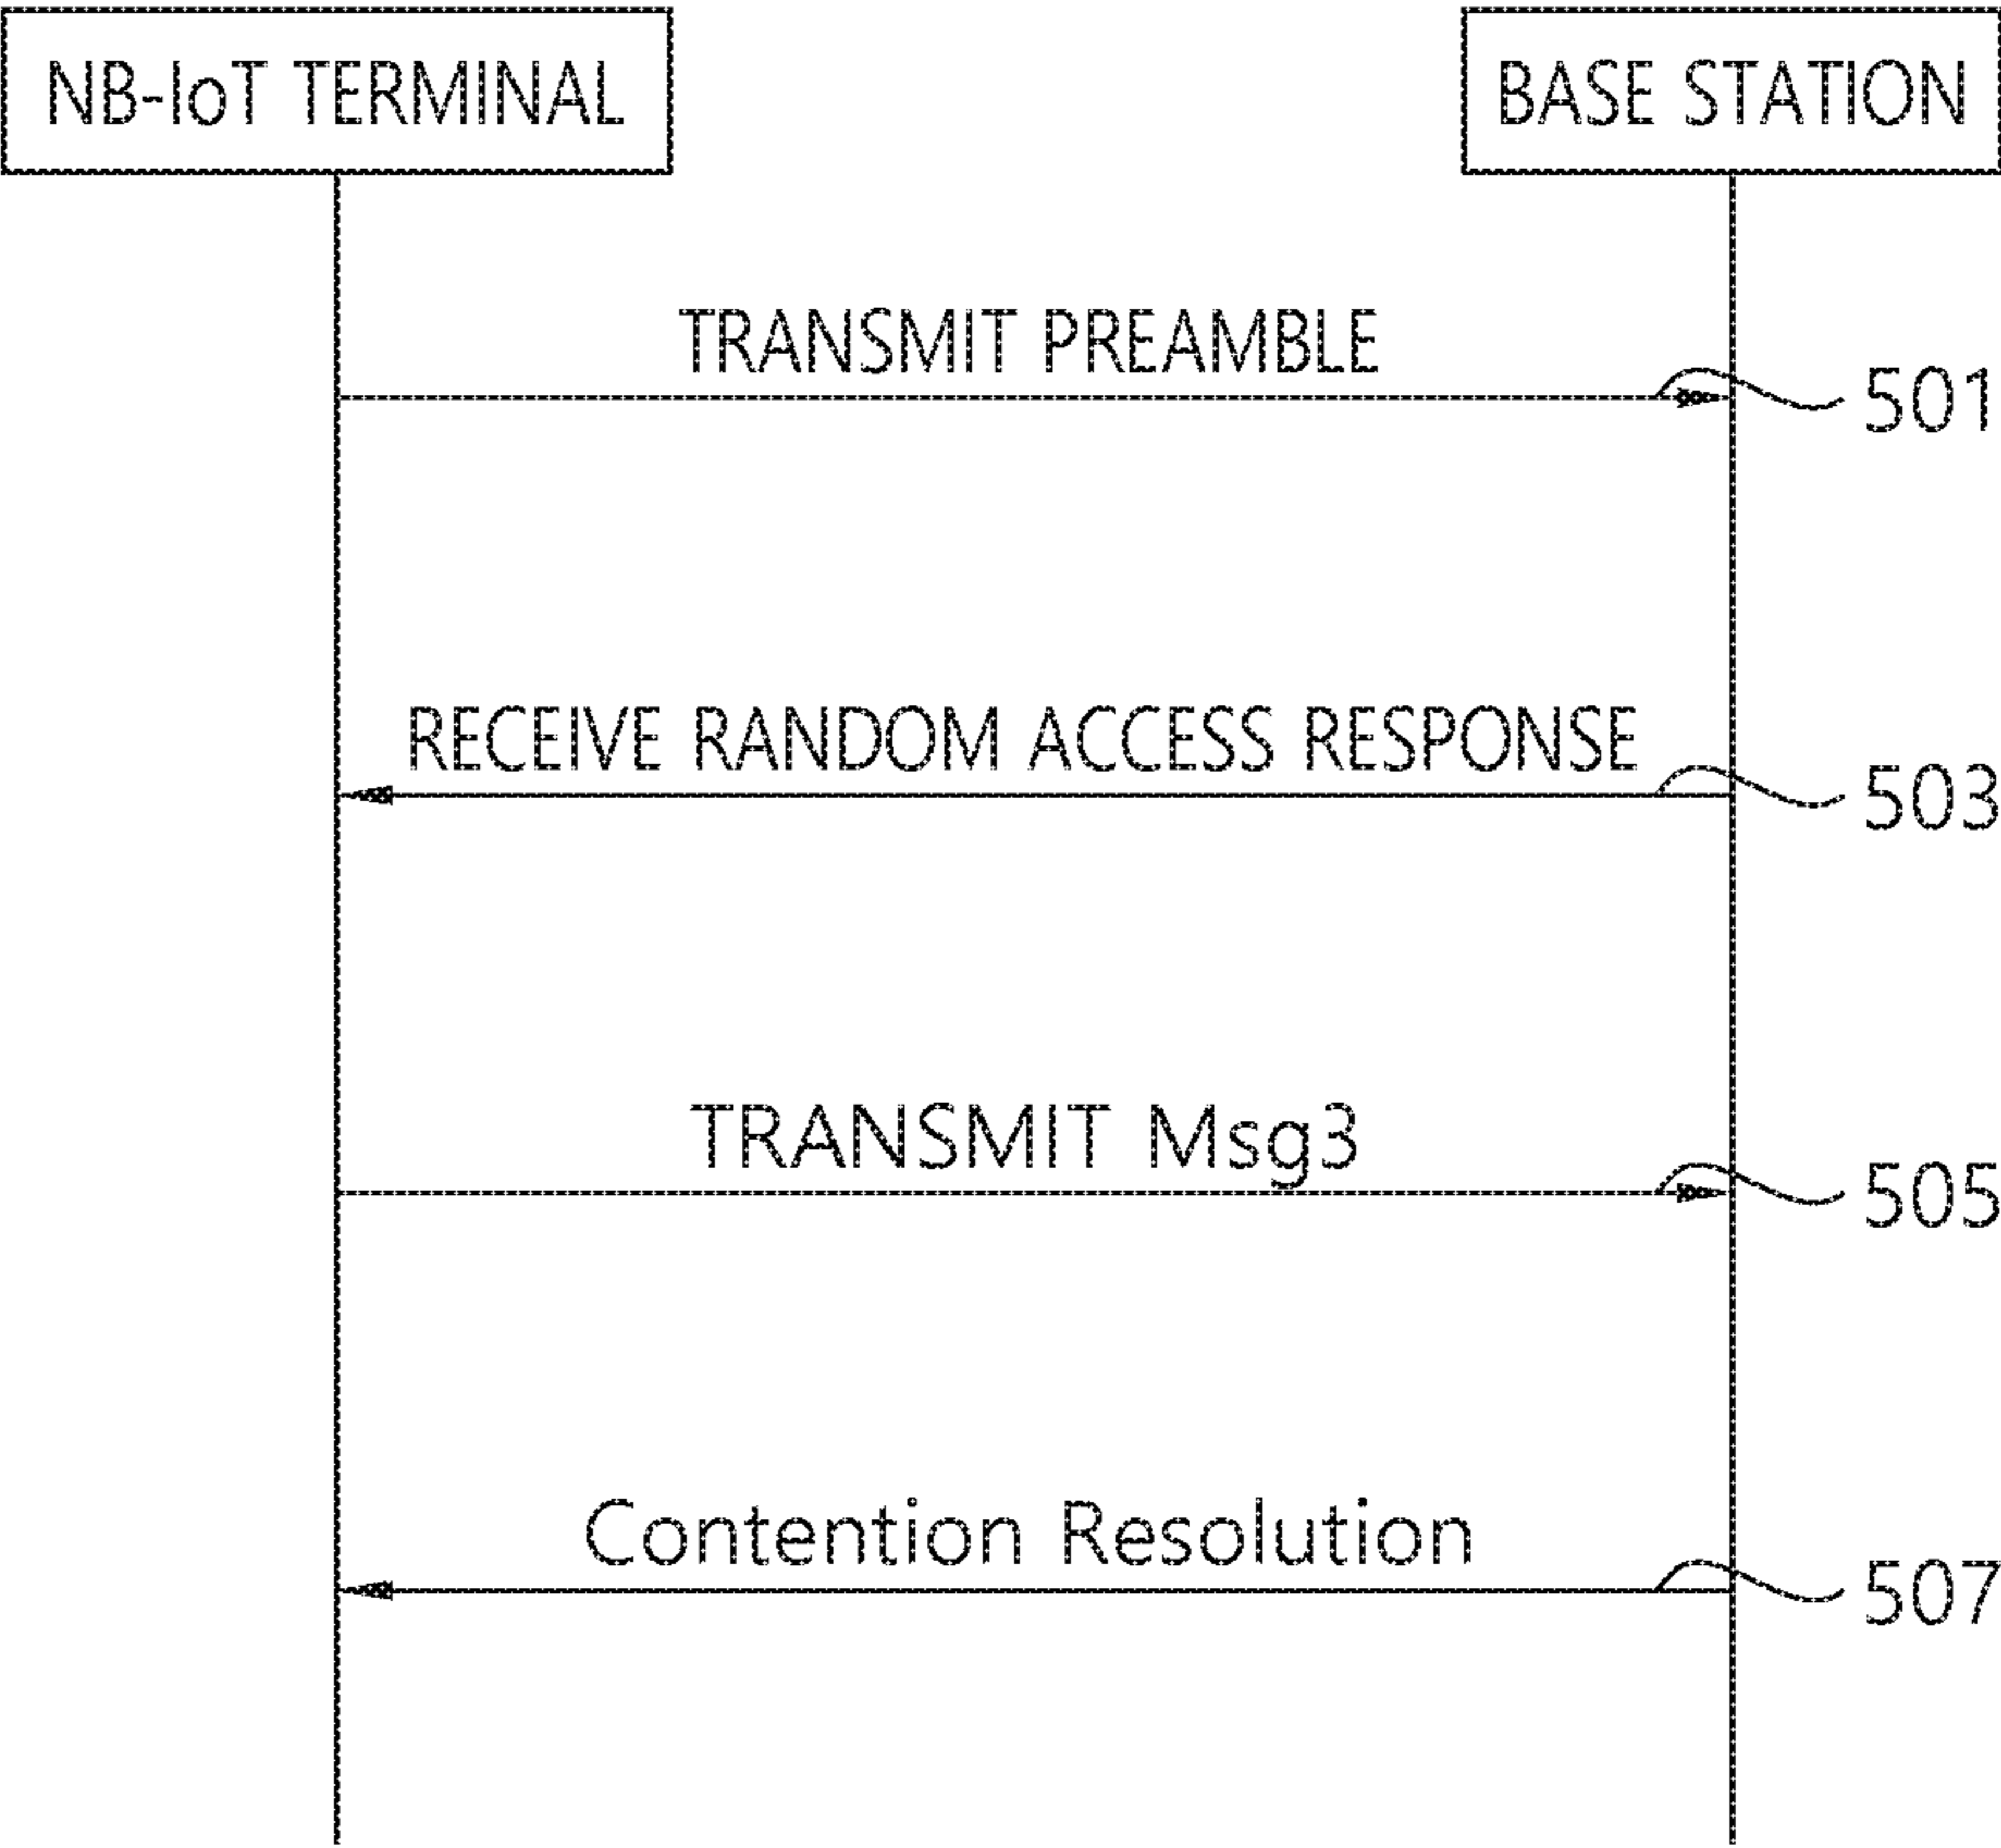 NB-IoT TERMINAL
BASE STATION
TRANSMIT PREAMBLE
501
RECEIVE RANDOM ACCESS RESPONSE
503
TRANSMIT Msg3
505
Contention Resolution
507